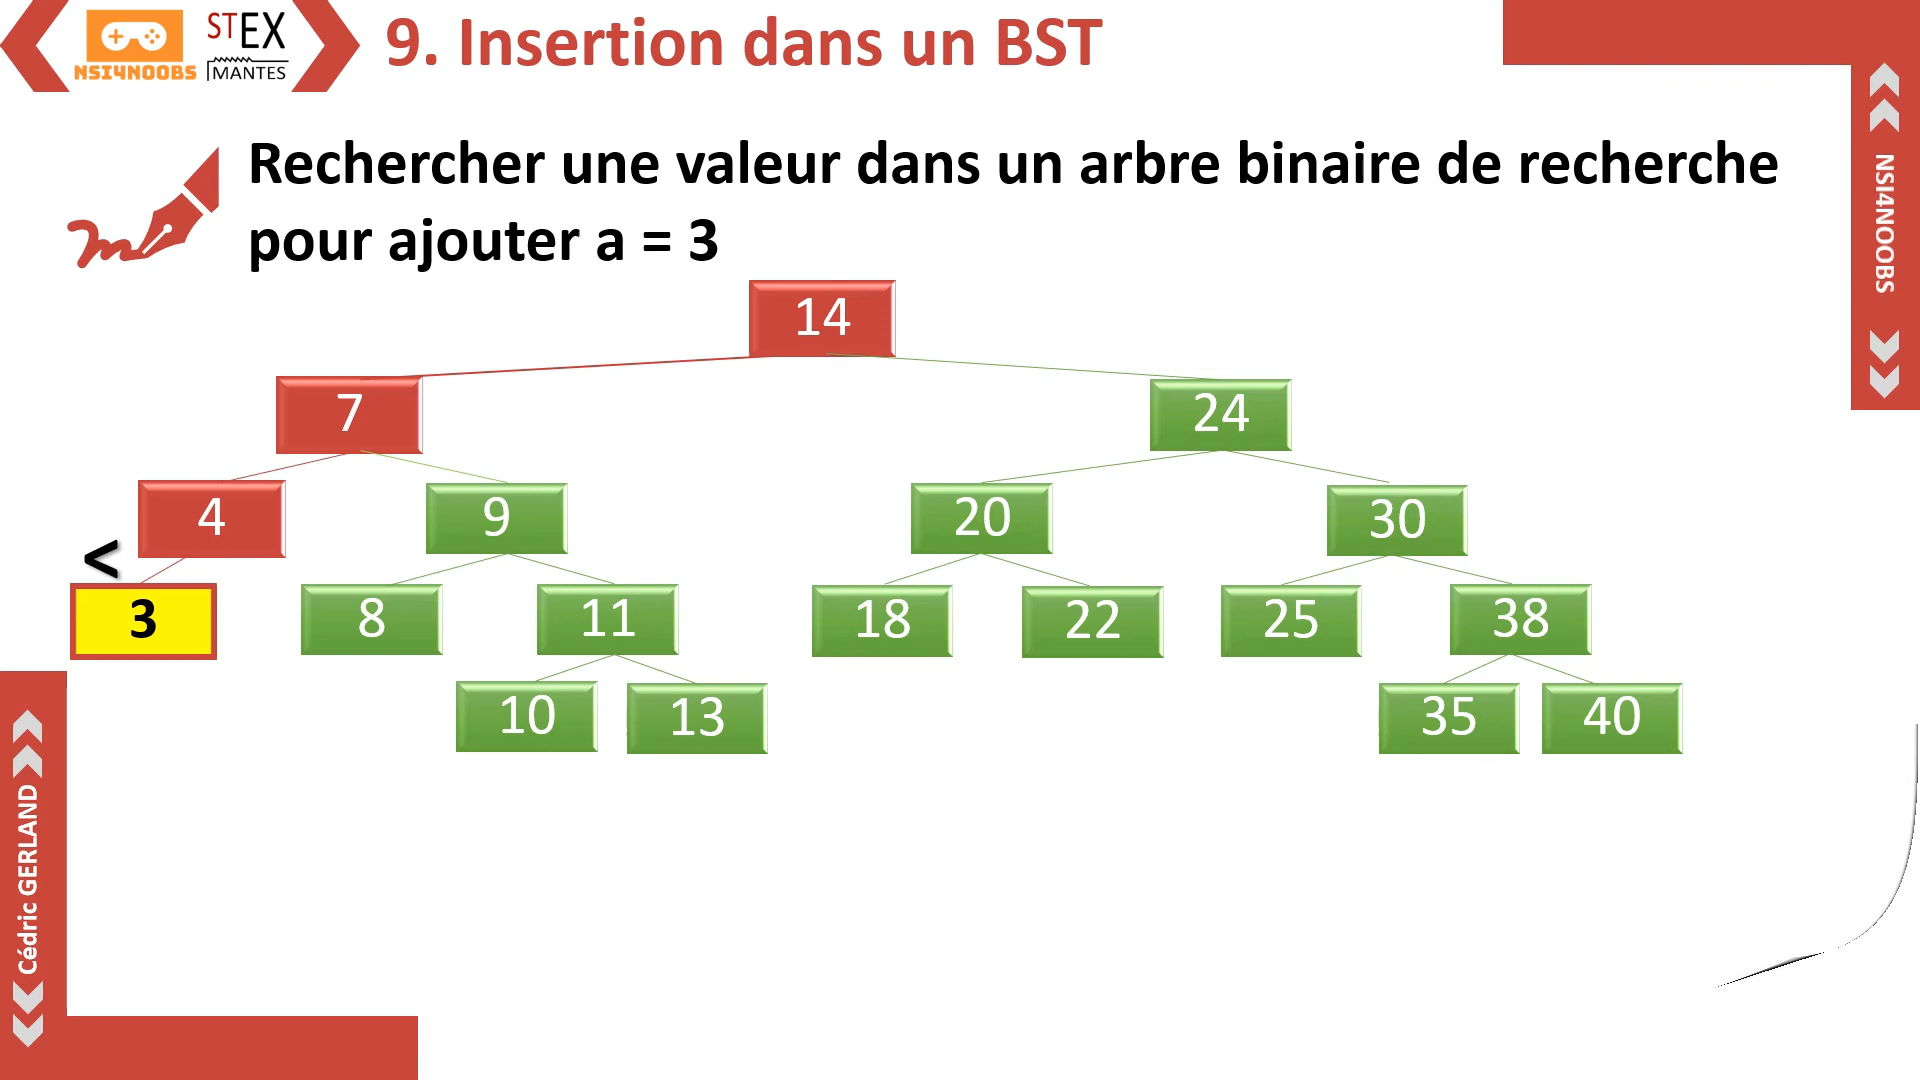 NSI4NOOBS
STEX
MANTES
9. Insertion dans un BST
Rechercher une valeur dans un arbre binaire de recherche
pour ajouter a = 3
14
7
24
4
9
20
30
<
3
8
11
18
22
25
38
10
13
35
40
NSI4NOOBS
Cédric GERLAND